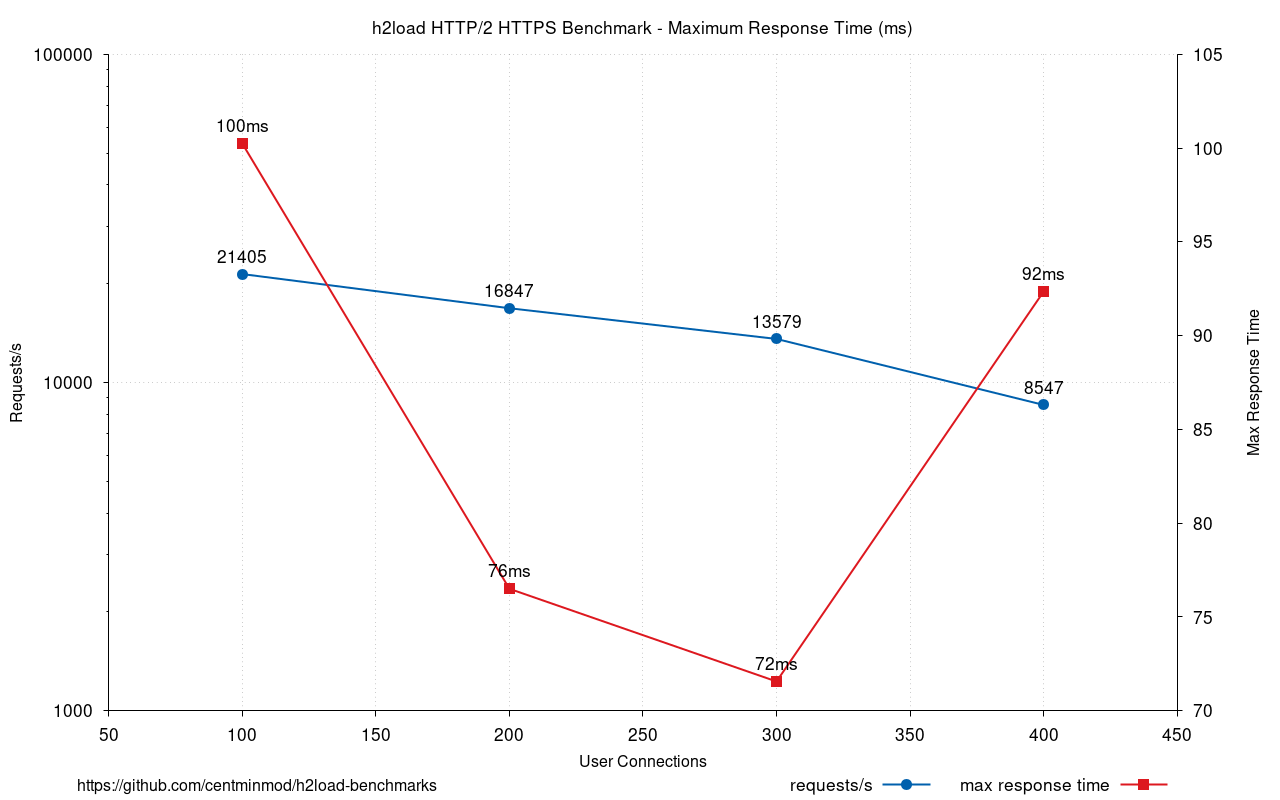 h2load HTTP/2 HTTPS Benchmark - Maximum Response Time (ms)
100000
10000
1000
Requests/s
105
100
95
90
85
80
75
70
Max Response Time
100ms
21405
16847
13579
8547
76ms
72ms
92ms
50
100
150
200
250
300
350
400
450
User Connections
https://github.com/centminmod/h2load-benchmarks
requests/s
max response time